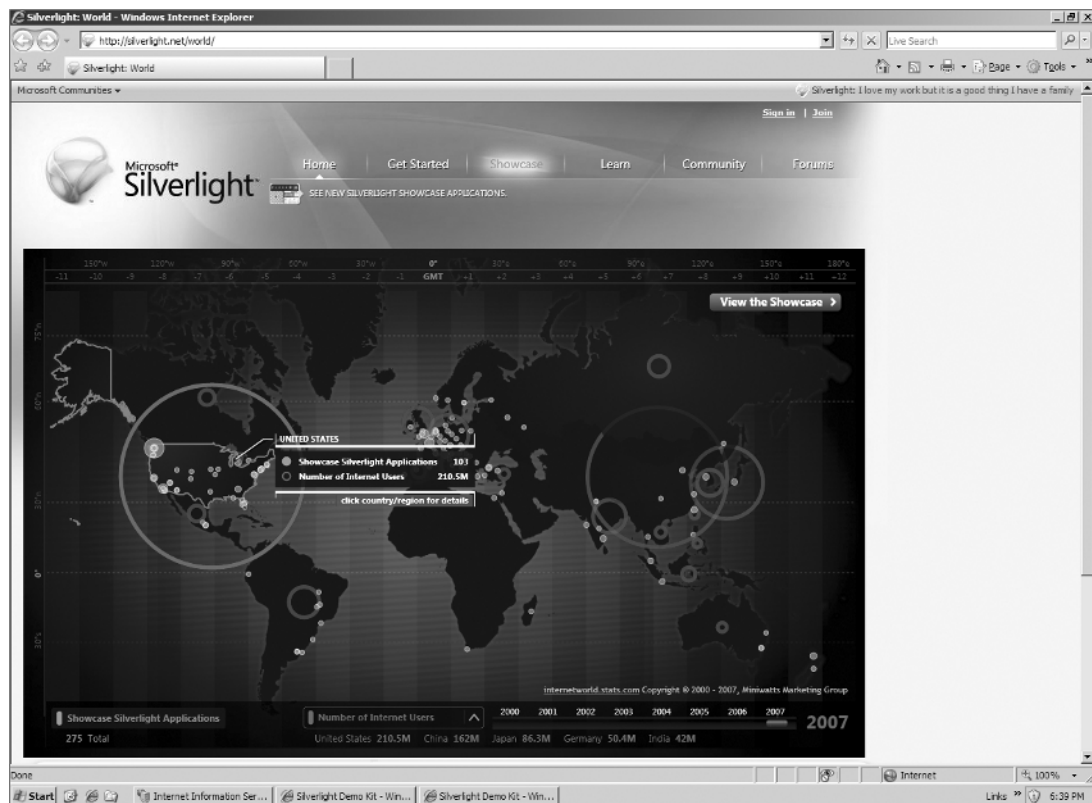 Silverlight: World - Windows Internet Explorer
http://silverlight.net/world/
Live Search
Silverlight: World
Page
Tools
Microsoft Communities
Silverlight: I love my work but it is a good thing I have a family
Sign in | Join
Microsoft®
Silverlight™
Home
Get Started
Showcase
Learn
Community
Forums
SEE NEW SILVERLIGHT SHOWCASE APPLICATIONS.
150°w 120°w 90°w 60°w 30°w 0° 30°e 60°e 90°e 120°e 150°e 180°e
-11 -10 -9 -8 -7 -6 -5 -4 -3 -2 -1 GMT +1 +2 +3 +4 +5 +6 +7 +8 +9 +10 +11 +12
View the Showcase
75°n
60°n
UNITED STATES
Showcase Silverlight Applications 103
Number of Internet Users 210.5M
click country/region for details
30°n
0°
30°s
internetworld.stats.com Copyright © 2000 - 2007, Miniwatts Marketing Group
Showcase Silverlight Applications
275 Total
Number of Internet Users
2000 2001 2002 2003 2004 2005 2006 2007
2007
United States 210.5M China 162M Japan 86.3M Germany 50.4M India 42M
Done
Internet
100%
Start
Internet Information Ser...
Silverlight Demo Kit - Win...
Silverlight Demo Kit - Win...
Links
6:39 PM